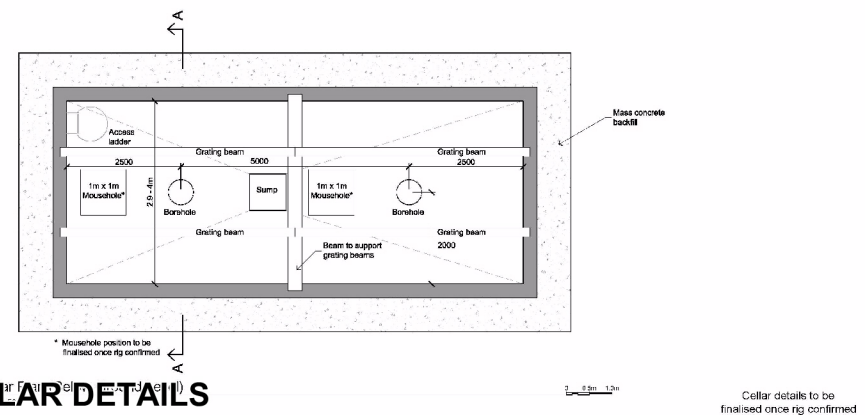 A
Mass concrete
backfill
Access
ladder
Grating beam
Grating beam
2500
5000
2500
2.9 - 4m
1m x 1m
Mousehole*
Borehole
Sump
1m x 1m
Mousehole*
Borehole
Grating beam
Grating beam
2000
Beam to support
grating beams
* Mousehole position to be
finalised once rig confirmed
A
LAR DETAILS
0 0.5m 1.0m
Cellar details to be
finalised once rig confirmed